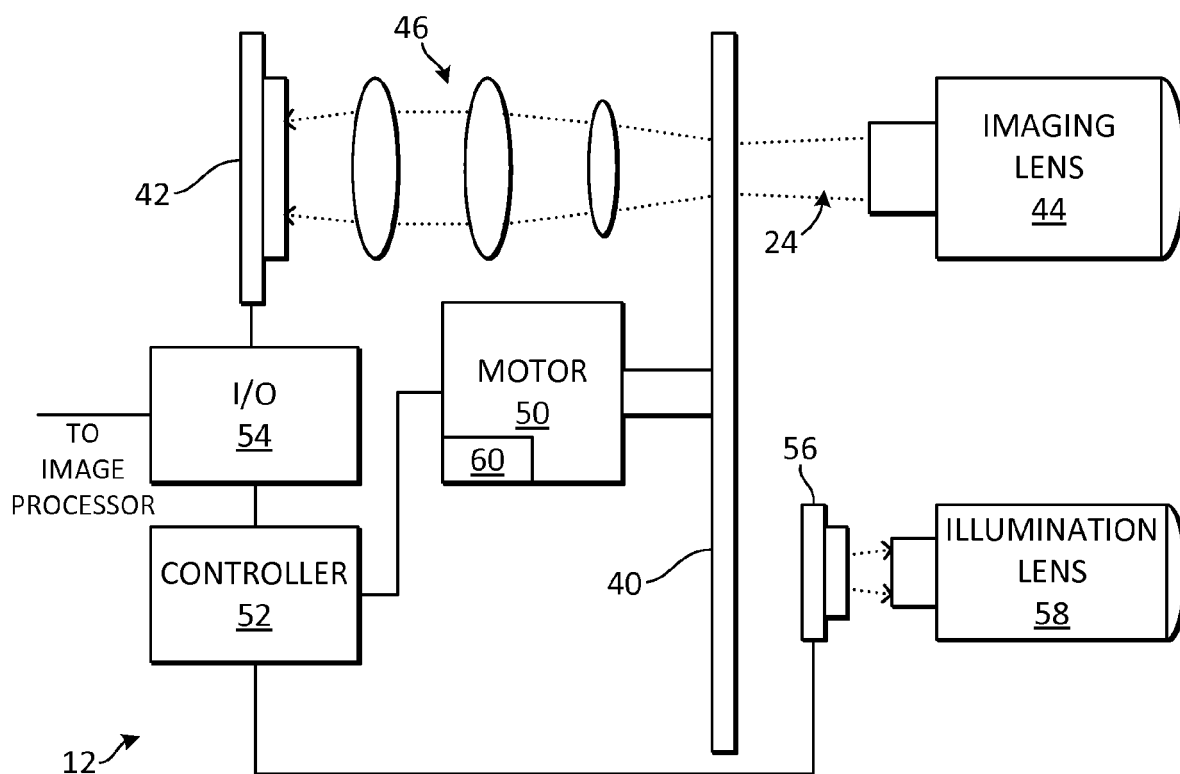 46
IMAGING
LENS
44
42
24
MOTOR
50
60
I/O
54
TO
IMAGE
PROCESSOR
56
CONTROLLER
52
40
ILLUMINATION
LENS
58
12